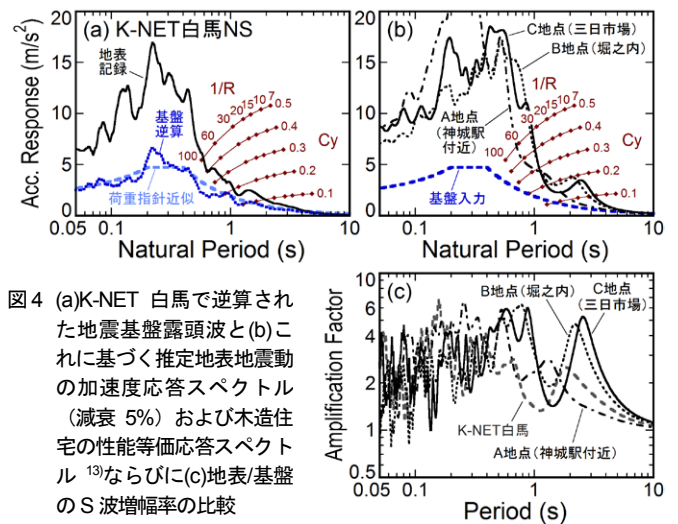 (a) K-NET白馬NS
Acc. Response (m/s²)
20
15
10
5
0
地表
記録
基盤
逆算
荷重指針近似
1/R
100
60
30
20
15
10
7
0.5
0.4
0.3
0.2
0.1
Cy
0.05
0.1
1
10
Natural Period (s)
(b)
20
15
10
5
0
C地点(三日市場)
B地点(堀之内)
A地点
(神城駅
付近)
基盤入力
1/R
100
60
30
20
15
10
7
0.5
0.4
0.3
0.2
0.1
Cy
0.05
0.1
1
10
Natural Period (s)
図4 (a)K-NET 白馬で逆算され
た地震基盤露頭波と(b)こ
れに基づく推定地表地震動
の加速度応答スペクトル
(減衰 5%)および木造住
宅の性能等価応答スペクト
ル 13)ならびに(c)地表/基盤
の S 波増幅率の比較
(c)
Amplification Factor
10
6
4
2
1
0.5
B地点(堀之内)
C地点
(三日市場)
K-NET白馬
A地点(神城駅付近)
0.05
0.1
1
10
Period (s)